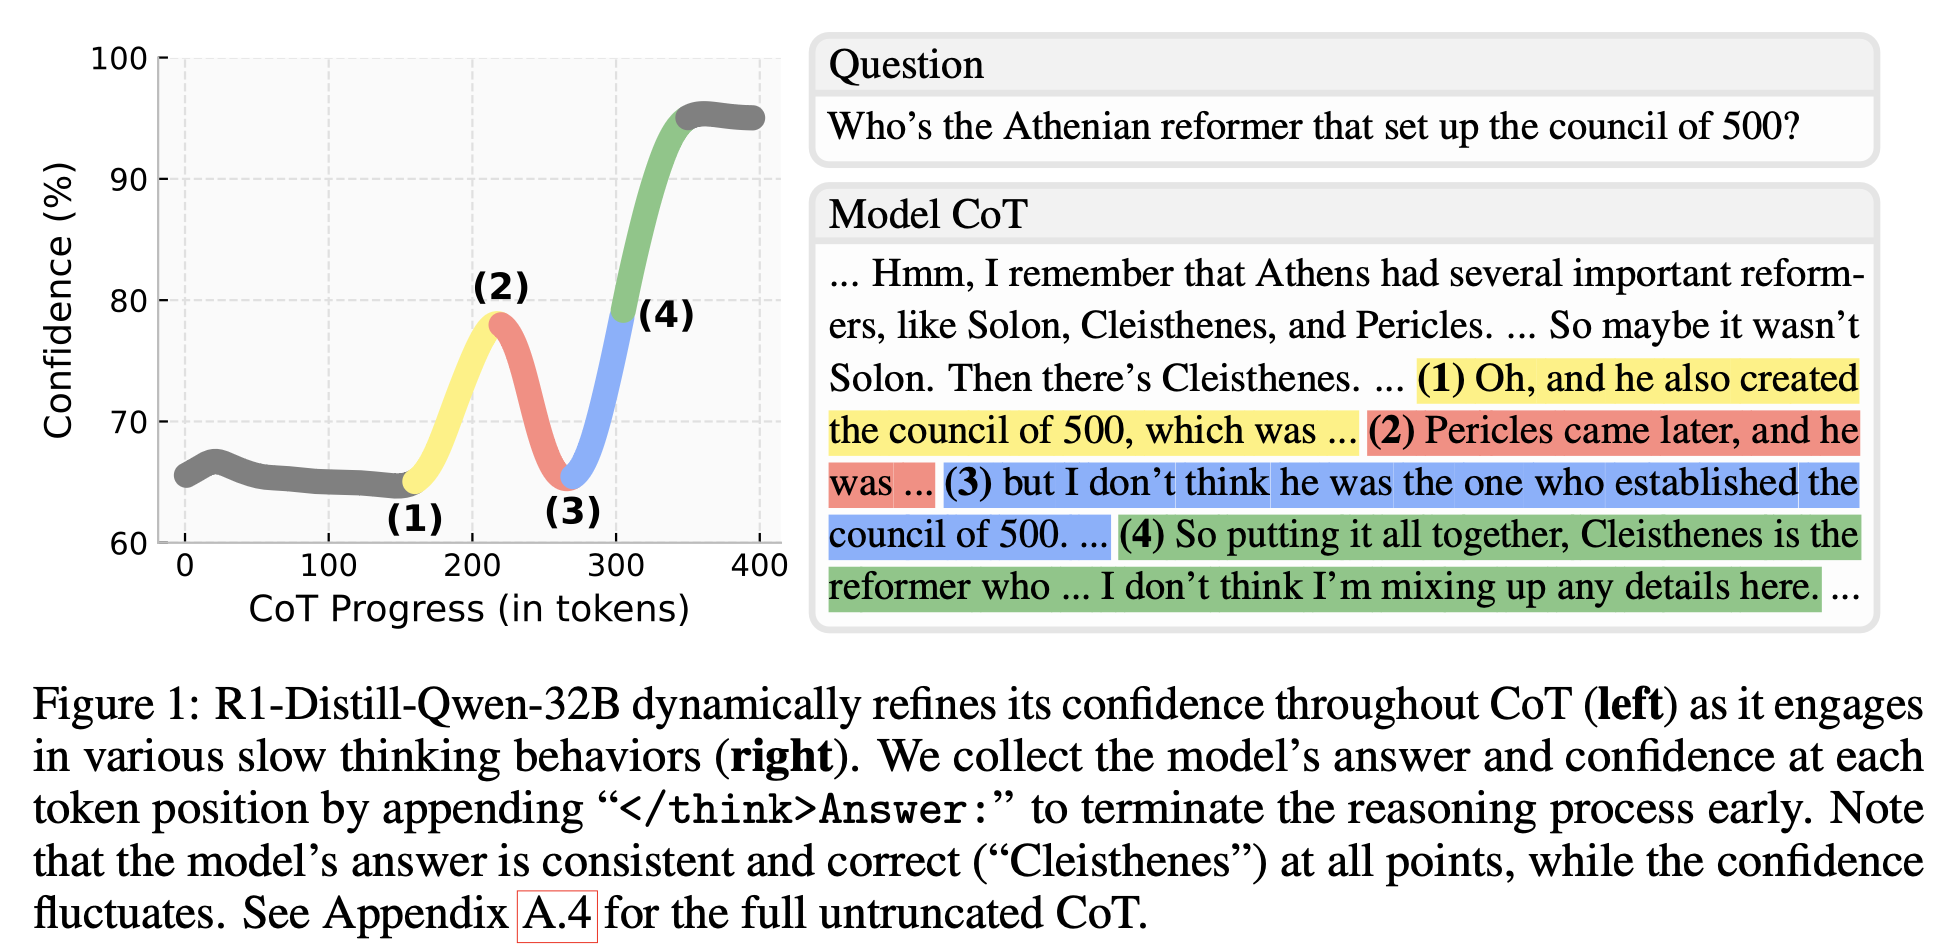 100
90
80
70
60
Confidence (%)
0 100 200 300 400
CoT Progress (in tokens)
(1)
(2)
(3)
(4)
Question
Who’s the Athenian reformer that set up the council of 500?
Model CoT
... Hmm, I remember that Athens had several important reform-
ers, like Solon, Cleisthenes, and Pericles. ... So maybe it wasn’t
Solon. Then there’s Cleisthenes. ... (1) Oh, and he also created
the council of 500, which was ... (2) Pericles came later, and he
was ... (3) but I don’t think he was the one who established the
council of 500. ... (4) So putting it all together, Cleisthenes is the
reformer who ... I don’t think I’m mixing up any details here. ...
Figure 1: R1-Distill-Qwen-32B dynamically refines its confidence throughout CoT (left) as it engages
in various slow thinking behaviors (right). We collect the model’s answer and confidence at each
token position by appending “</think>Answer:” to terminate the reasoning process early. Note
that the model’s answer is consistent and correct (“Cleisthenes”) at all points, while the confidence
fluctuates. See Appendix A.4 for the full untruncated CoT.